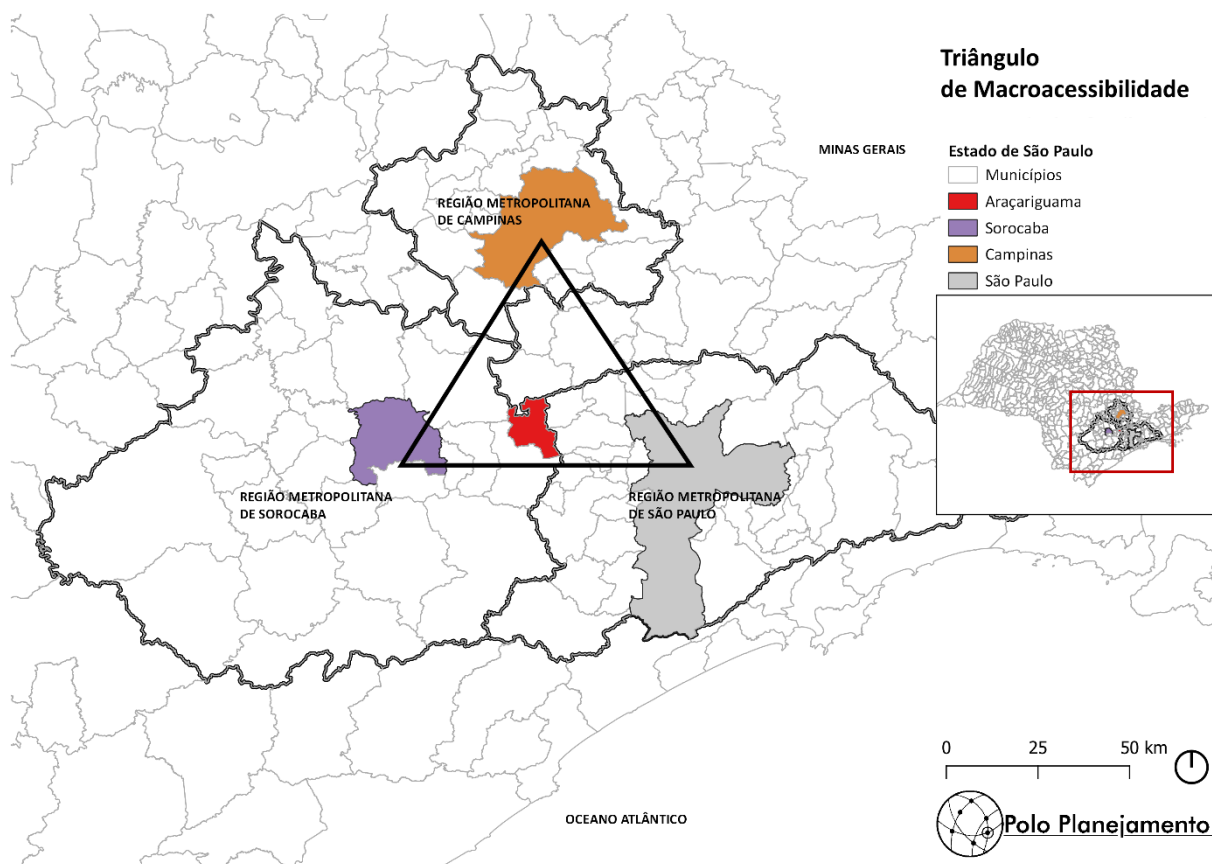 Triângulo
de Macroacessibilidade
MINAS GERAIS
Estado de São Paulo
Municípios
Araçariguama
Sorocaba
Campinas
São Paulo
REGIÃO METROPOLITANA
DE CAMPINAS
REGIÃO METROPOLITANA
DE SOROCABA
REGIÃO METROPOLITANA
DE SÃO PAULO
0 25 50 km
OCEANO ATLÂNTICO
Polo Planejamento